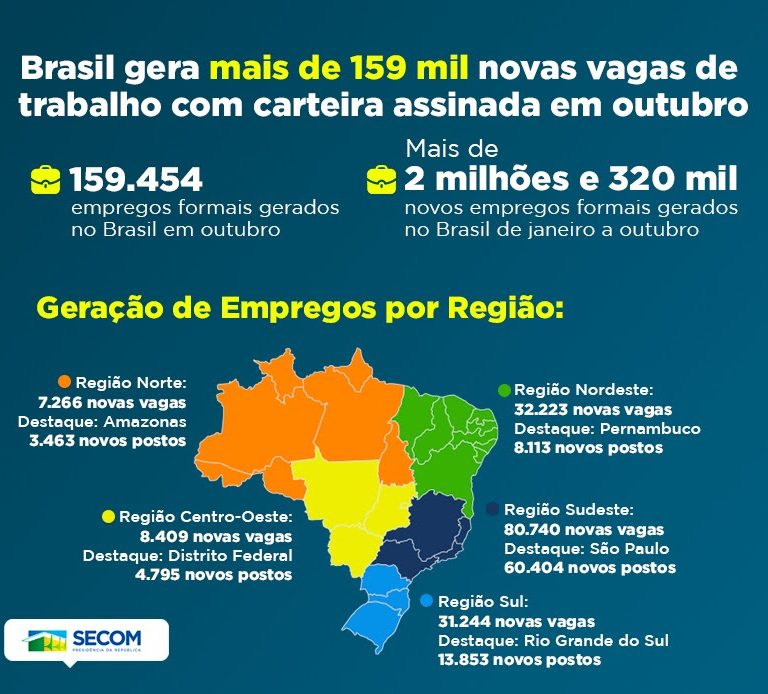 Brasil gera mais de 159 mil novas vagas de
trabalho com carteira assinada em outubro
159.454
empregos formais gerados
no Brasil em outubro
Mais de
2 milhões e 320 mil
novos empregos formais gerados
no Brasil de janeiro a outubro
Geração de Empregos por Região:
Região Norte:
7.266 novas vagas
Destaque: Amazonas
3.463 novos postos
Região Nordeste:
32.223 novas vagas
Destaque: Pernambuco
8.113 novos postos
Região Centro-Oeste:
8.409 novas vagas
Destaque: Distrito Federal
4.795 novos postos
Região Sudeste:
80.740 novas vagas
Destaque: São Paulo
60.404 novos postos
Região Sul:
31.244 novas vagas
Destaque: Rio Grande do Sul
13.853 novos postos
SECOM
PRESIDÊNCIA DA REPÚBLICA